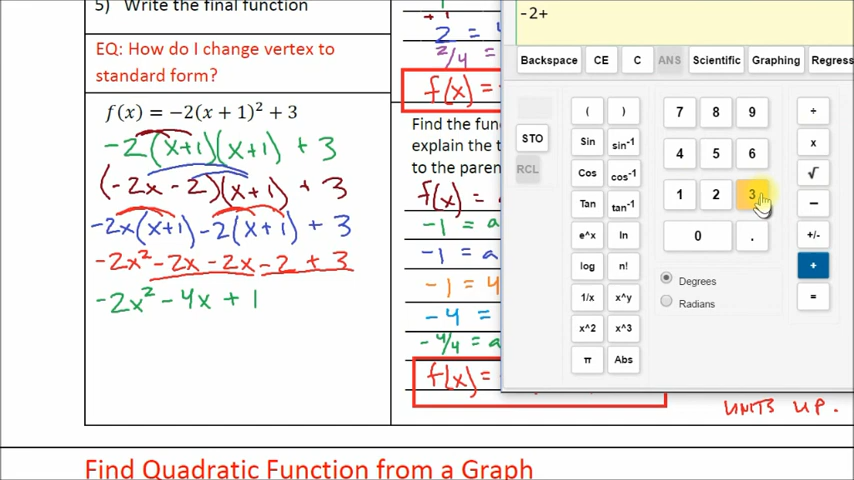 5) Write the final function
EQ: How do I change vertex to
standard form?
f(x) = −2(x + 1)² + 3
-2(x+1)(x+1) + 3
(-2x - 2)(x+1) + 3
-2x(x+1) -2(x+1) + 3
-2x² -2x -2x -2 + 3
-2x² - 4x + 1
+1
2 =
2/4 =
f(x) =
Find the fun
explain the t
to the paren
f(x) =
-1 = a
-1 = a
-1 = 4
-4 =
-4/4 = a
f(x) =
UNITS UP.
-2+
Backspace CE C ANS Scientific Graphing Regress
( ) 7 8 9 ÷
STO Sin sin⁻¹ 4 5 6 x
RCL Cos cos⁻¹ 1 2 3 √
Tan tan⁻¹ −
e^x ln 0 . +/-
log n! Degrees +
1/x x^y Radians =
x^2 x^3
π Abs
Find Quadratic Function from a Graph